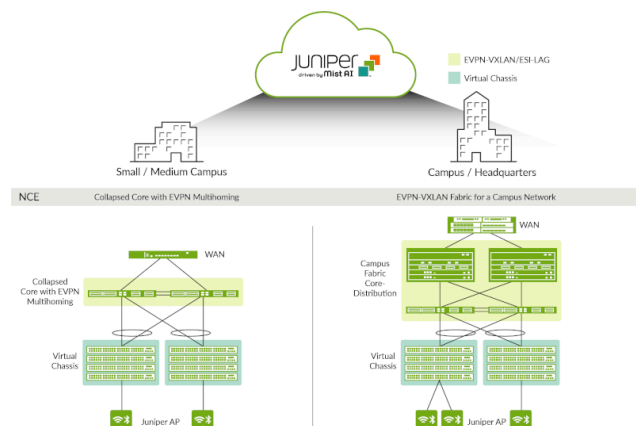 JUNIPER
driven by Mist AI
EVPN-VXLAN/ESI-LAG
Virtual Chassis
Small / Medium Campus
Campus / Headquarters
NCE
Collapsed Core with EVPN Multihoming
EVPN-VXLAN Fabric for a Campus Network
WAN
Collapsed
Core with EVPN
Multihoming
Virtual
Chassis
Juniper AP
WAN
Campus
Fabric
Core-
Distribution
Virtual
Chassis
Juniper AP